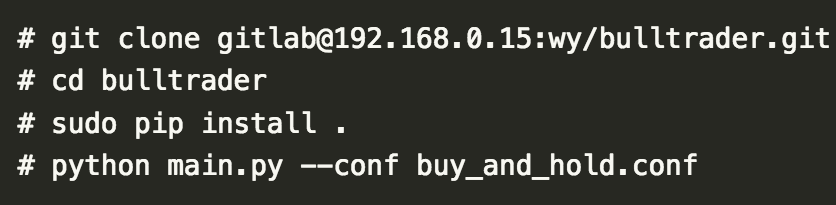 # git clone gitlab@192.168.0.15:wy/bulltrader.git
# cd bulltrader
# sudo pip install .
# python main.py --conf buy_and_hold.conf